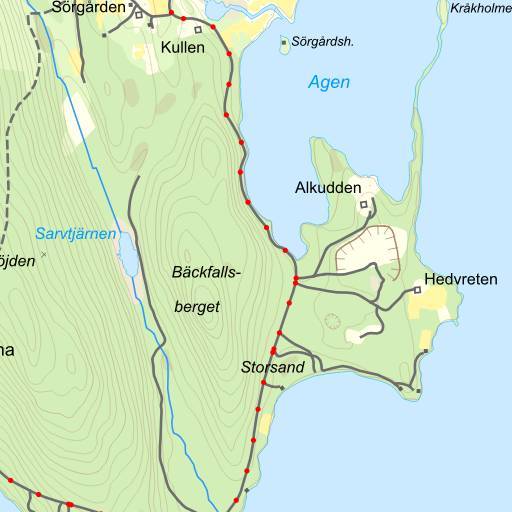 Sörgården
Kråkholme
Kullen
Sörgårdsh.
Agen
Alkudden
Sarvtjärnen
öjden
Bäckfalls-
berget
Hedvreten
na
Storsand